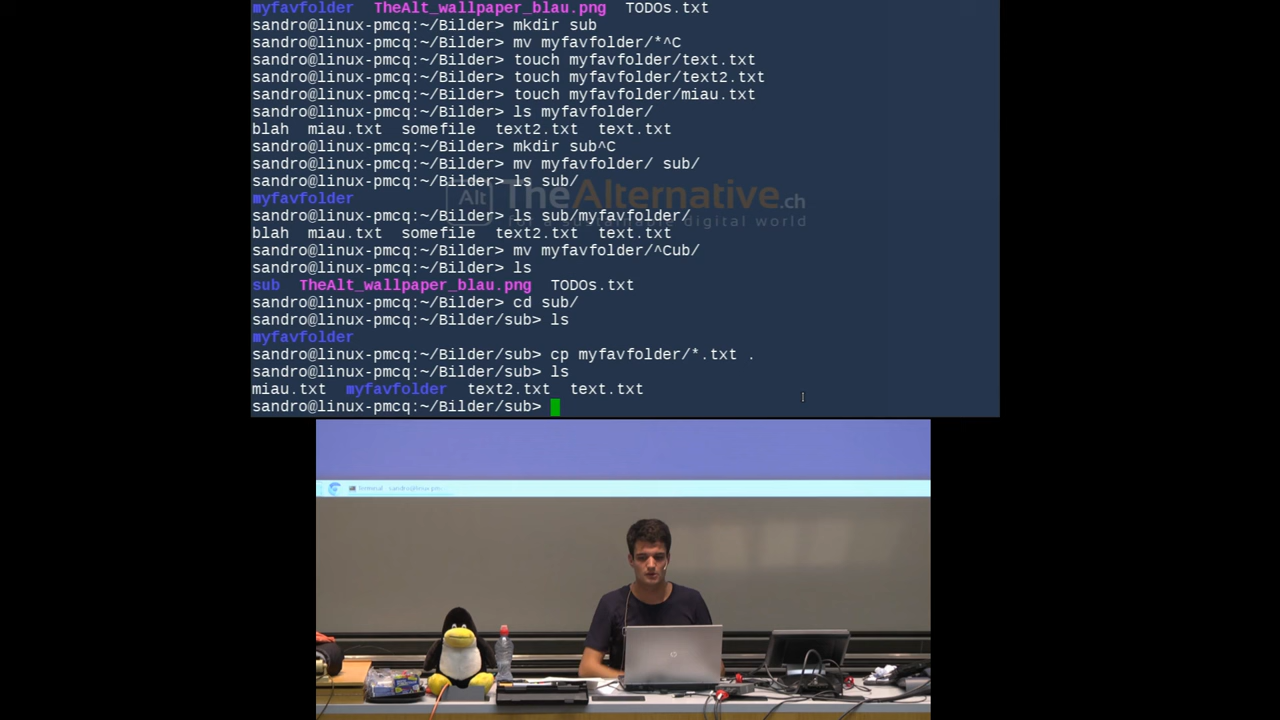 myfavfolder  TheAlt_wallpaper_blau.png  TODOs.txt
sandro@linux-pmcq:~/Bilder> mkdir sub
sandro@linux-pmcq:~/Bilder> mv myfavfolder/*^C
sandro@linux-pmcq:~/Bilder> touch myfavfolder/text.txt
sandro@linux-pmcq:~/Bilder> touch myfavfolder/text2.txt
sandro@linux-pmcq:~/Bilder> touch myfavfolder/miau.txt
sandro@linux-pmcq:~/Bilder> ls myfavfolder/
blah  miau.txt  somefile  text2.txt  text.txt
sandro@linux-pmcq:~/Bilder> mkdir sub^C
sandro@linux-pmcq:~/Bilder> mv myfavfolder/ sub/
sandro@linux-pmcq:~/Bilder> ls sub/
Alt TheAlternative.ch
myfavfolder
sandro@linux-pmcq:~/Bilder> ls sub/myfavfolder/
for a sustainable digital world
blah  miau.txt  somefile  text2.txt  text.txt
sandro@linux-pmcq:~/Bilder> mv myfavfolder/^Cub/
sandro@linux-pmcq:~/Bilder> ls
sub  TheAlt_wallpaper_blau.png  TODOs.txt
sandro@linux-pmcq:~/Bilder> cd sub/
sandro@linux-pmcq:~/Bilder/sub> ls
myfavfolder
sandro@linux-pmcq:~/Bilder/sub> cp myfavfolder/*.txt .
sandro@linux-pmcq:~/Bilder/sub> ls
miau.txt  myfavfolder  text2.txt  text.txt
sandro@linux-pmcq:~/Bilder/sub>